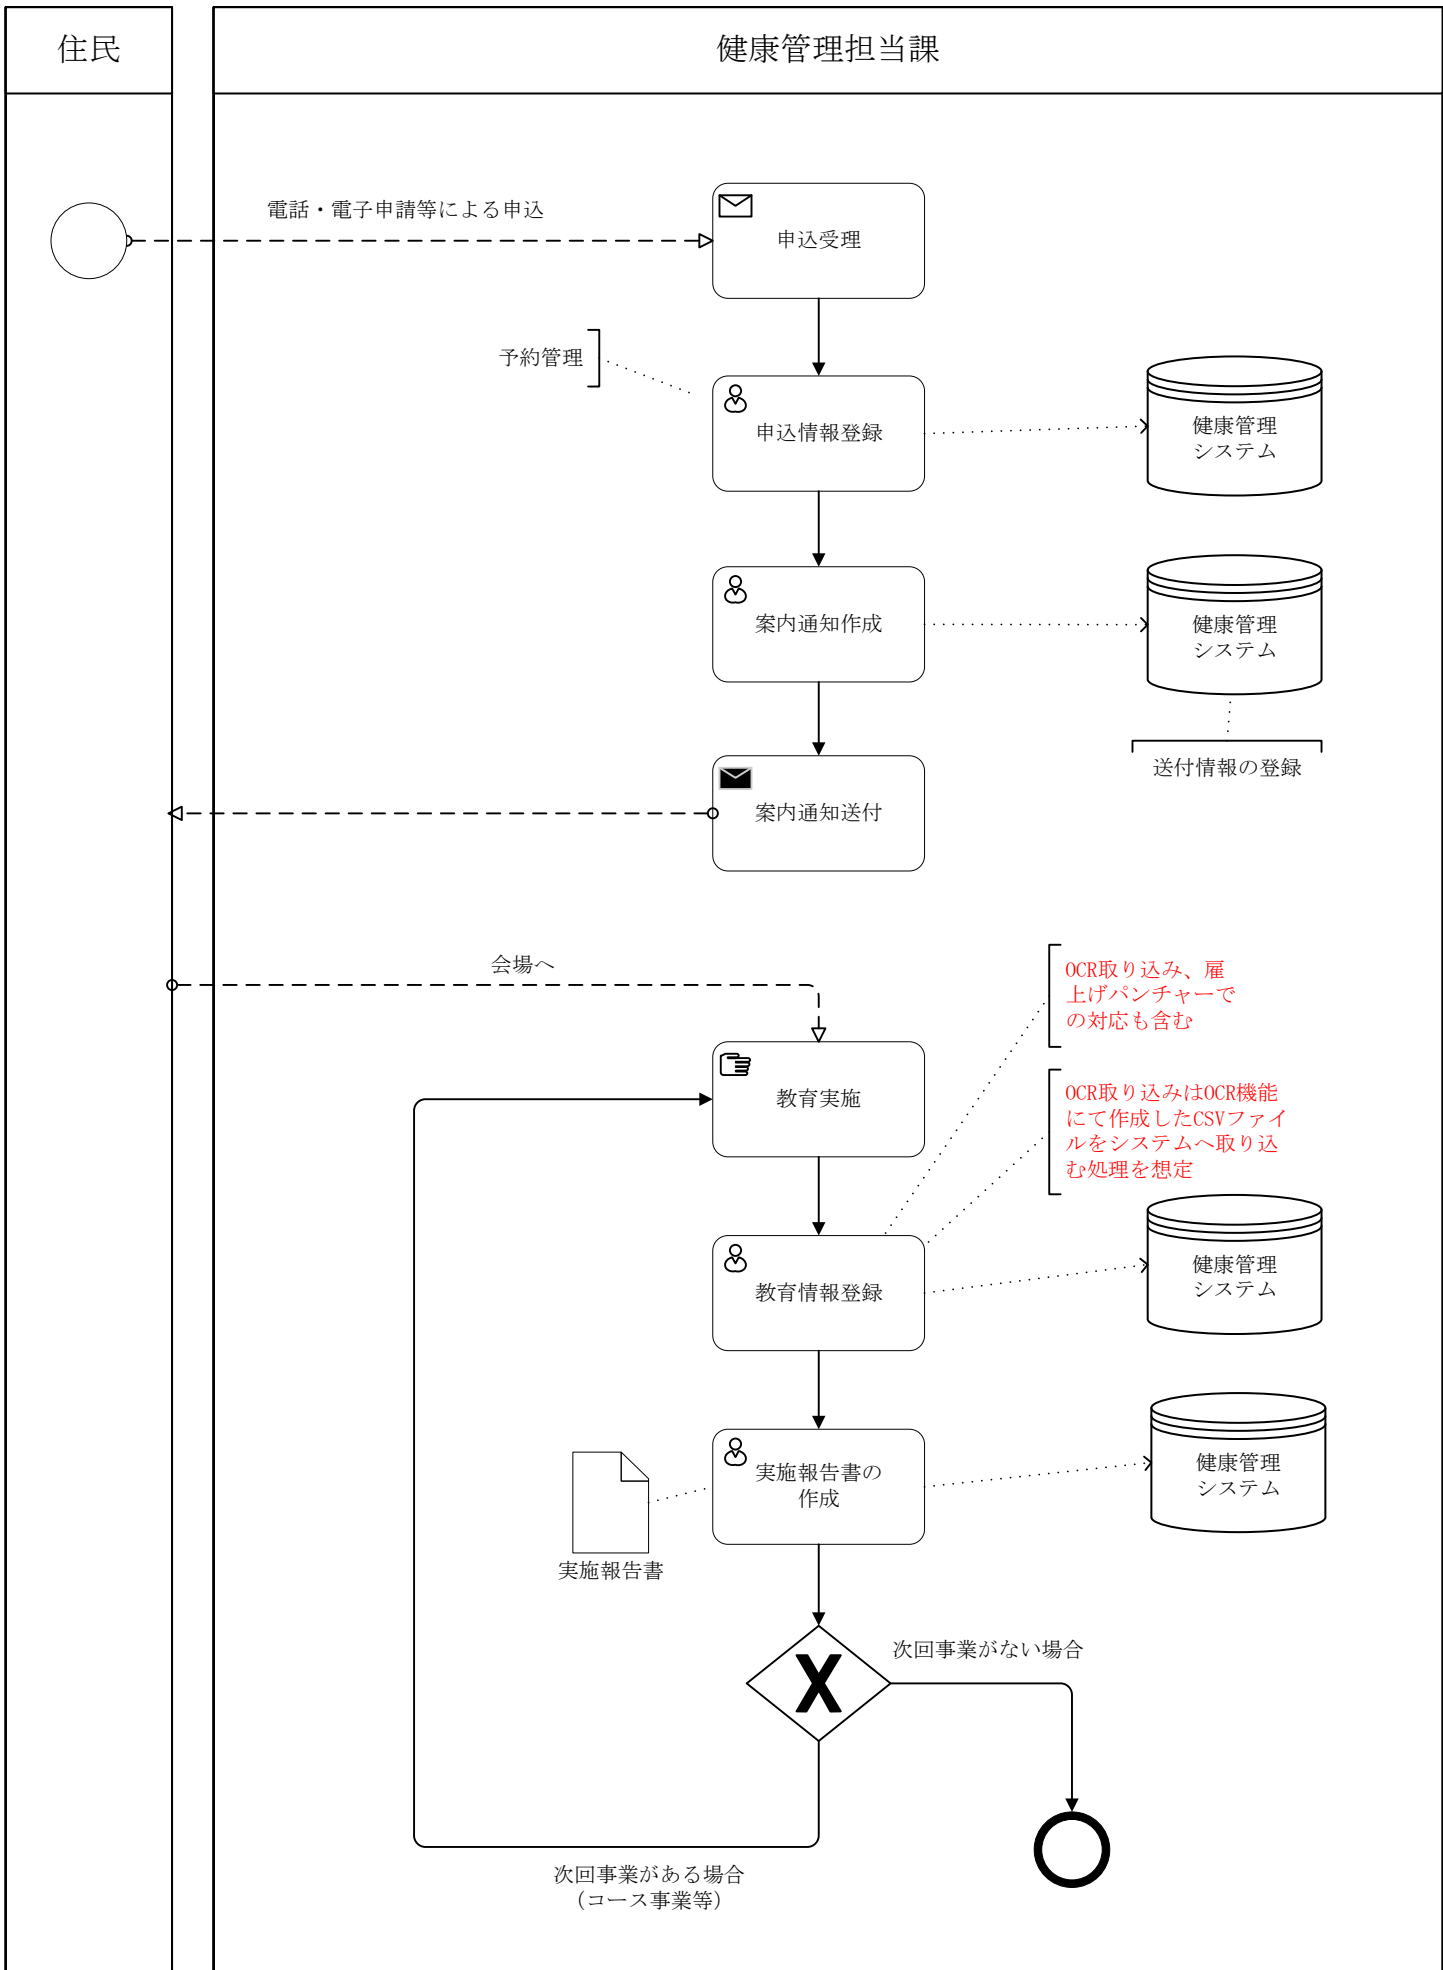 住民
健康管理担当課
電話・電子申請等による申込
申込受理
予約管理
申込情報登録
健康管理
システム
案内通知作成
健康管理
システム
送付情報の登録
案内通知送付
会場へ
OCR取り込み、雇
上げパンチャーで
の対応も含む
教育実施
OCR取り込みはOCR機能
にて作成したCSVファイ
ルをシステムへ取り込
む処理を想定
教育情報登録
健康管理
システム
実施報告書の
作成
健康管理
システム
実施報告書
次回事業がない場合
X
次回事業がある場合
(コース事業等)